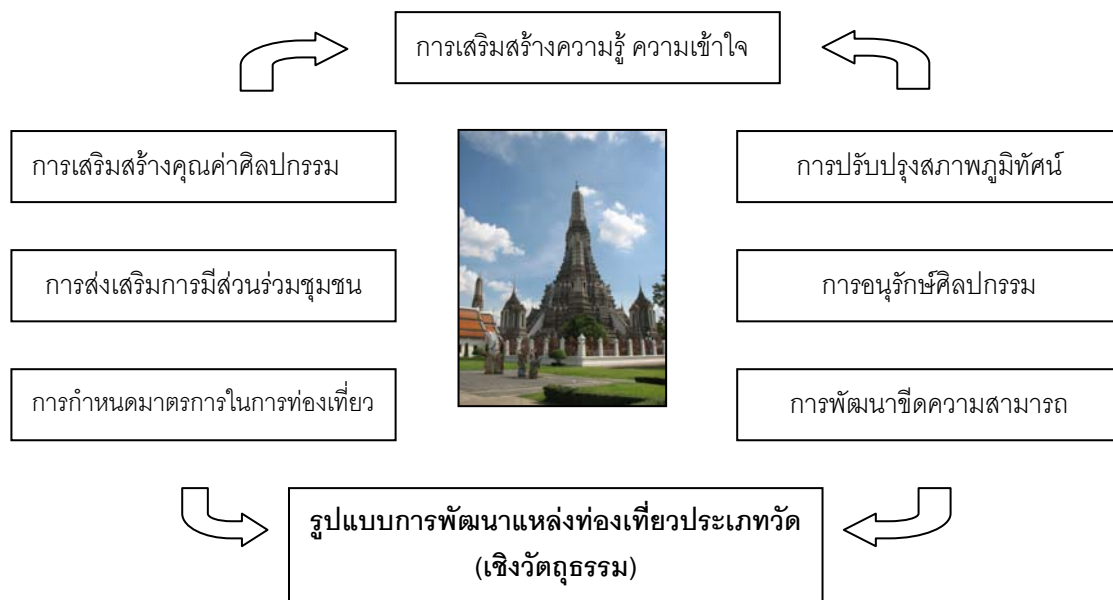 การเสริมสร้างความรู้ ความเข้าใจ
การเสริมสร้างคุณค่าศิลปกรรม
การปรับปรุงสภาพภูมิทัศน์
การส่งเสริมการมีส่วนร่วมชุมชน
การอนุรักษ์ศิลปกรรม
การกำหนดมาตรการในการท่องเที่ยว
การพัฒนาขีดความสามารถ
รูปแบบการพัฒนาแหล่งท่องเที่ยวประเภทวัด
(เชิงวัตถุธรรม)